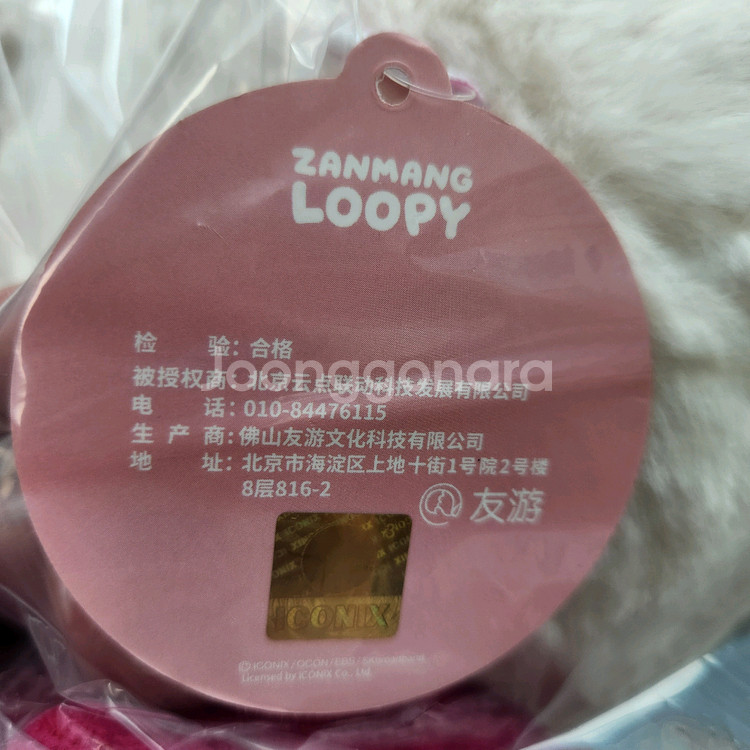 ZANMANG
LOOPY
检 验：合格
joonggonara
被授权商：北京云点联动科技发展有限公司
电 话：010-84476115
生 产 商：佛山友游文化科技有限公司
地 址：北京市海淀区上地十街1号院2号楼
8层816-2
友游
ICONIX
© ICONIX / OCON / EBS / SKbroadband
Licensed by ICONIX Co., Ltd.